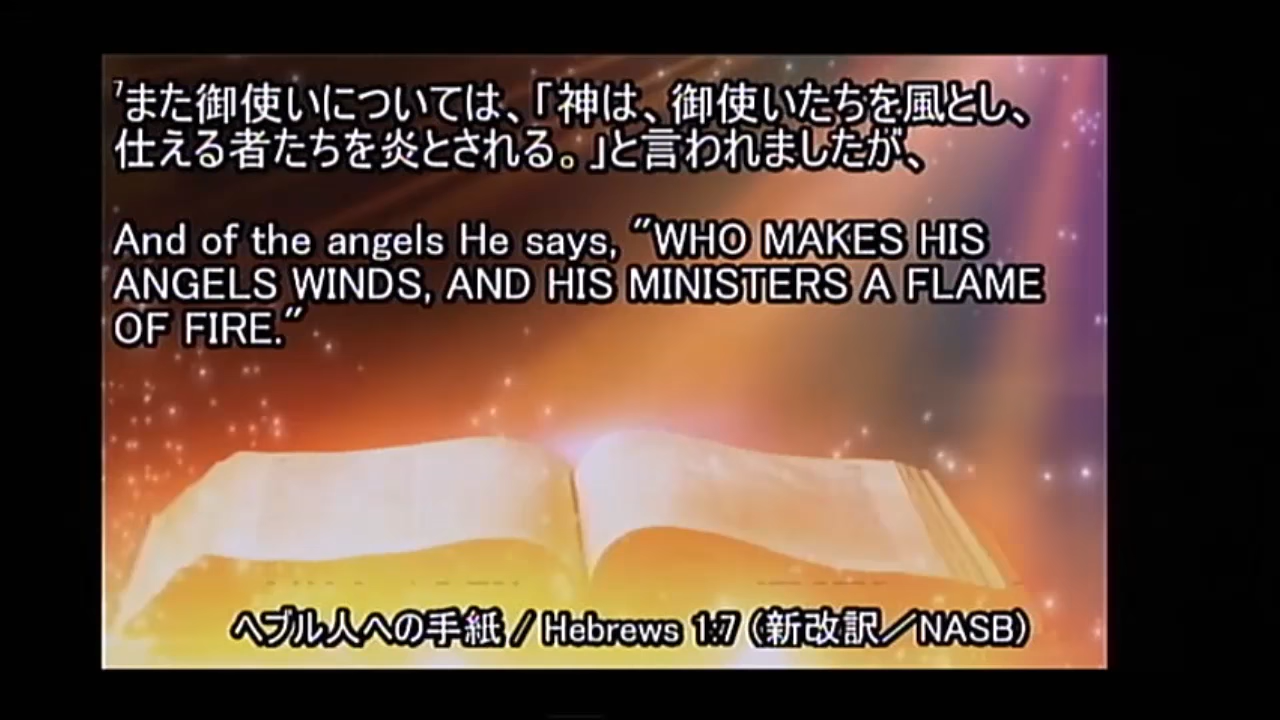 ⁷また御使いについては、「神は、御使いたちを風とし、
仕える者たちを炎とされる。」と言われましたが、
And of the angels He says, "WHO MAKES HIS
ANGELS WINDS, AND HIS MINISTERS A FLAME
OF FIRE."
ヘブル人への手紙 / Hebrews 1:7 (新改訳／NASB)